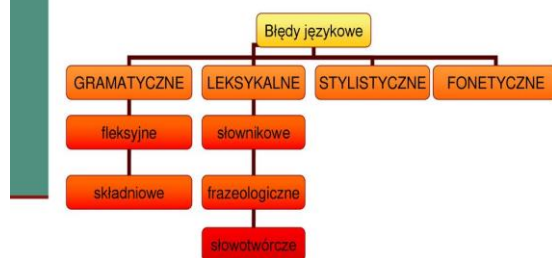 Błędy językowe
GRAMATYCZNE
LEKSYKALNE
STYLISTYCZNE
FONETYCZNE
fleksyjne
słownikowe
składniowe
frazeologiczne
słowotwórcze